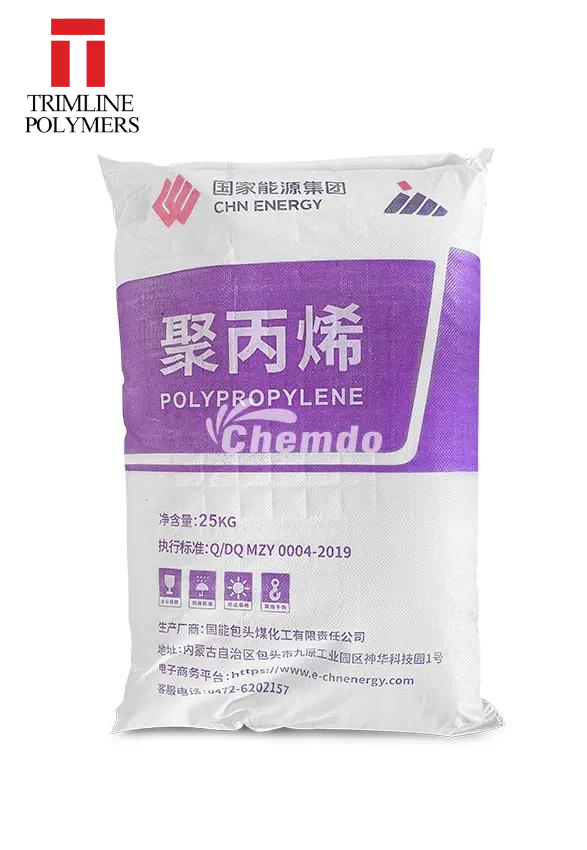 TRIMLINE
POLYMERS
国家能源集团
CHN ENERGY
聚丙烯
POLYPROPYLENE
Chemdo
净含量:25KG
执行标准:Q/DQ MZY 0004-2019
生产厂商:国能包头煤化工有限责任公司
地址:内蒙古自治区包头市九原工业园区神华科技园1号
电子商务平台:https://www.e-chnenergy.com
客服电话:0472-6202157